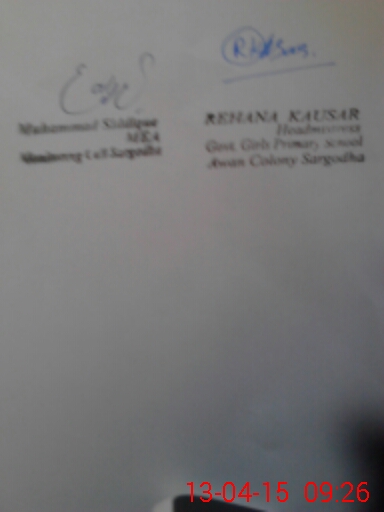 Muhammad Siddique
MEA
Monitoring Cell Sargodha
REHANA KAUSAR
Headmistress
Govt. Girls Primary School
Awan Colony Sargodha
13-04-15 09:26